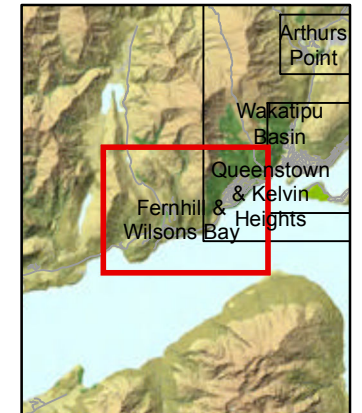 Arthurs
Point
Wakatipu
Basin
Queenstown
& Kelvin
Heights
Fernhill &
Wilsons Bay